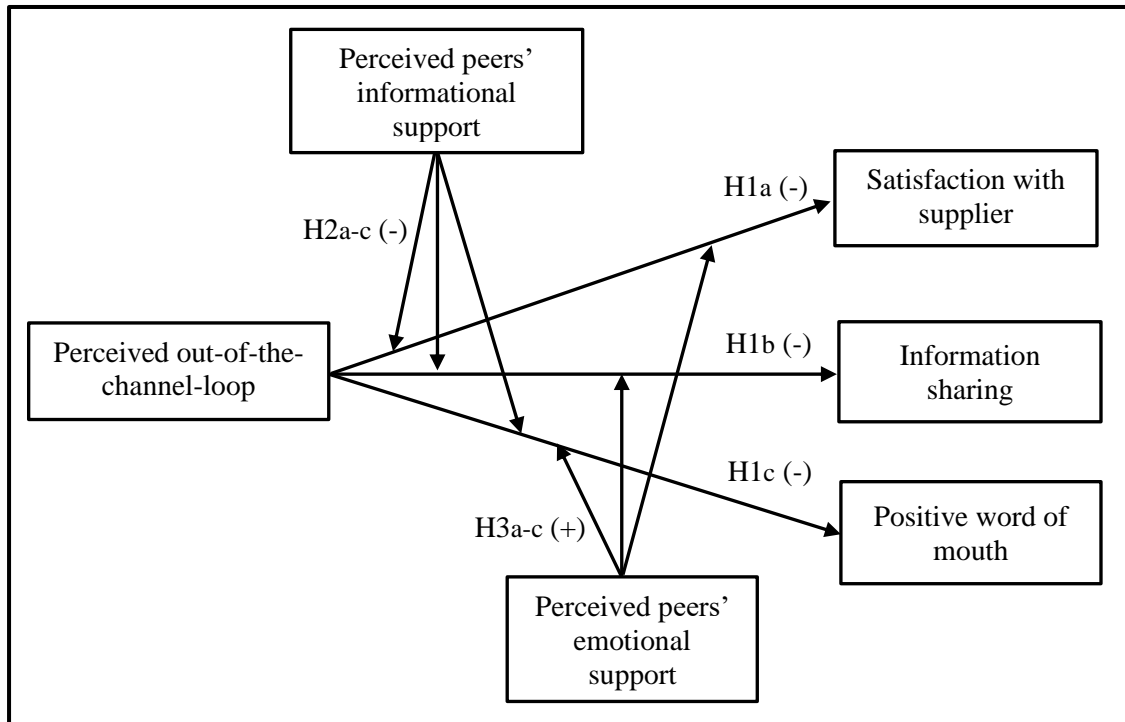 Perceived peers’
informational
support
H1a (-)
Satisfaction with
supplier
H2a-c (-)
Perceived out-of-the-
channel-loop
H1b (-)
Information
sharing
H1c (-)
Positive word of
mouth
H3a-c (+)
Perceived peers’
emotional
support